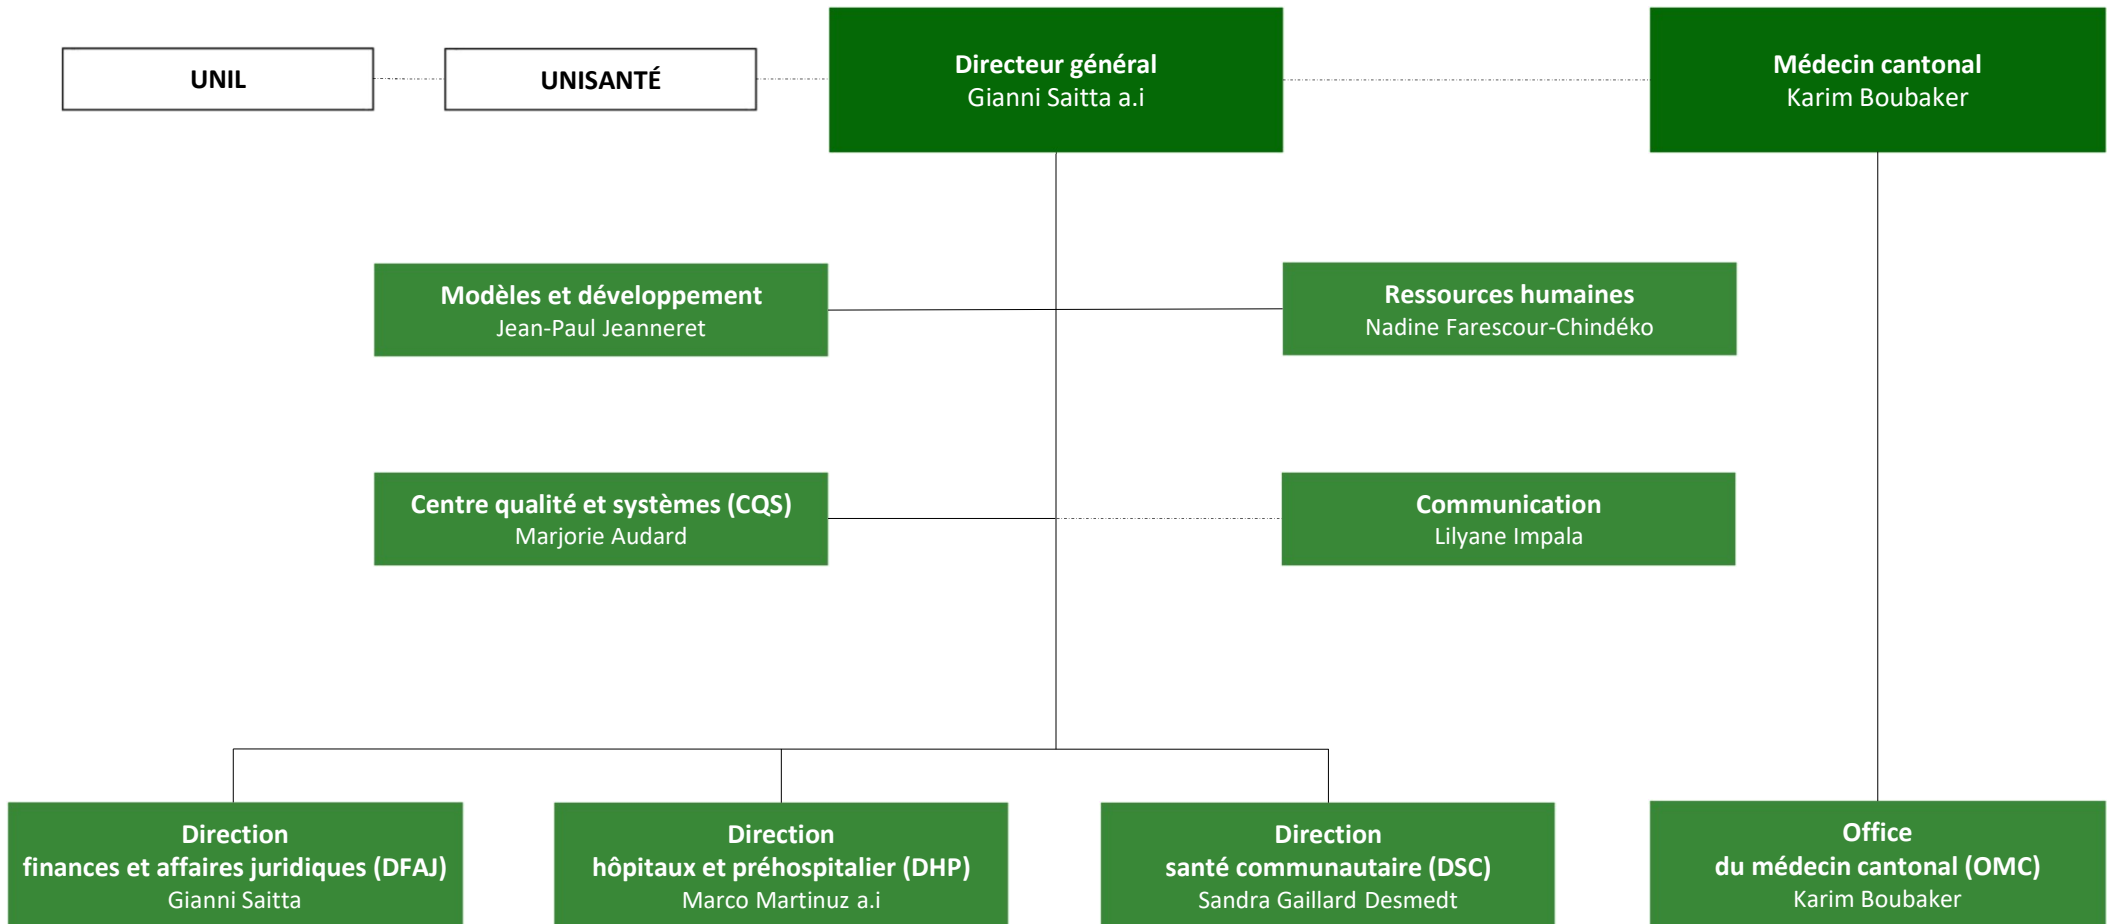 UNIL
UNISANTÉ
Directeur général
Gianni Saitta a.i
Médecin cantonal
Karim Boubaker
Modèles et développement
Jean-Paul Jeanneret
Ressources humaines
Nadine Farescour-Chindéko
Centre qualité et systèmes (CQS)
Marjorie Audard
Communication
Lilyane Impala
Direction
finances et affaires juridiques (DFAJ)
Gianni Saitta
Direction
hôpitaux et préhospitalier (DHP)
Marco Martinuz a.i
Direction
santé communautaire (DSC)
Sandra Gaillard Desmedt
Office
du médecin cantonal (OMC)
Karim Boubaker